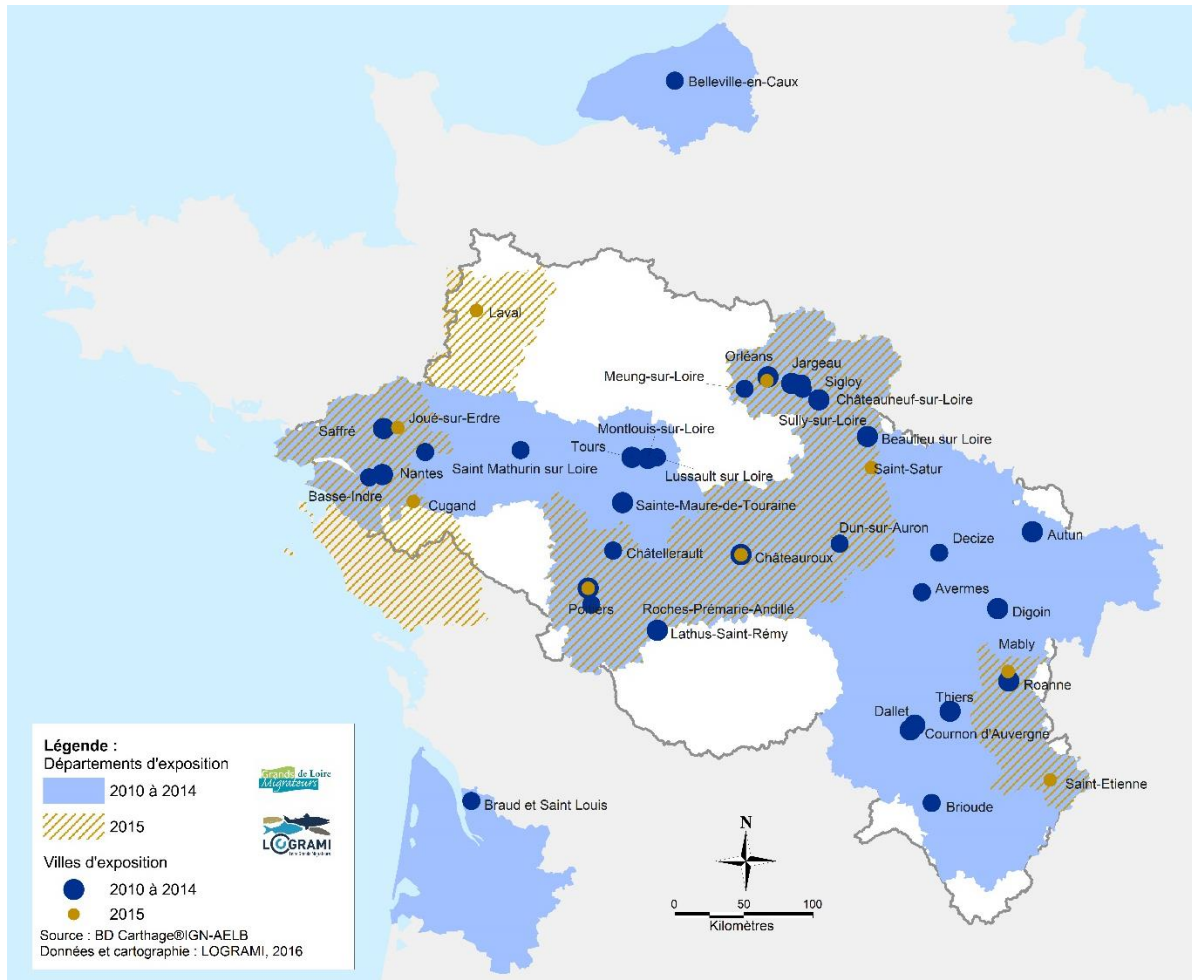 Belleville-en-Caux
Laval
Orléans
Jargeau
Meung-sur-Loire
Sigloy
Châteauneuf-sur-Loire
Sully-sur-Loire
Joué-sur-Erdre
Saffré
Montlouis-sur-Loire
Beaulieu sur Loire
Tours
Saint Mathurin sur Loire
Lussault sur Loire
Saint-Satur
Nantes
Basse-Indre
Cugand
Sainte-Maure-de-Touraine
Dun-sur-Auron
Decize
Autun
Châtellerault
Châteauroux
Avermes
Poitiers
Roches-Prémarie-Andillé
Digoin
Lathus-Saint-Rémy
Mably
Roanne
Thiers
Dallet
Cournon d'Auvergne
Saint-Etienne
Braud et Saint Louis
Brioude
Légende :
Départements d'exposition
2010 à 2014
2015
Villes d'exposition
2010 à 2014
2015
Source : BD Carthage®IGN-AELB
Données et cartographie : LOGRAMI, 2016
Grands de Loire
Migrateurs
LOGRAMI
N
0 50 100
Kilomètres